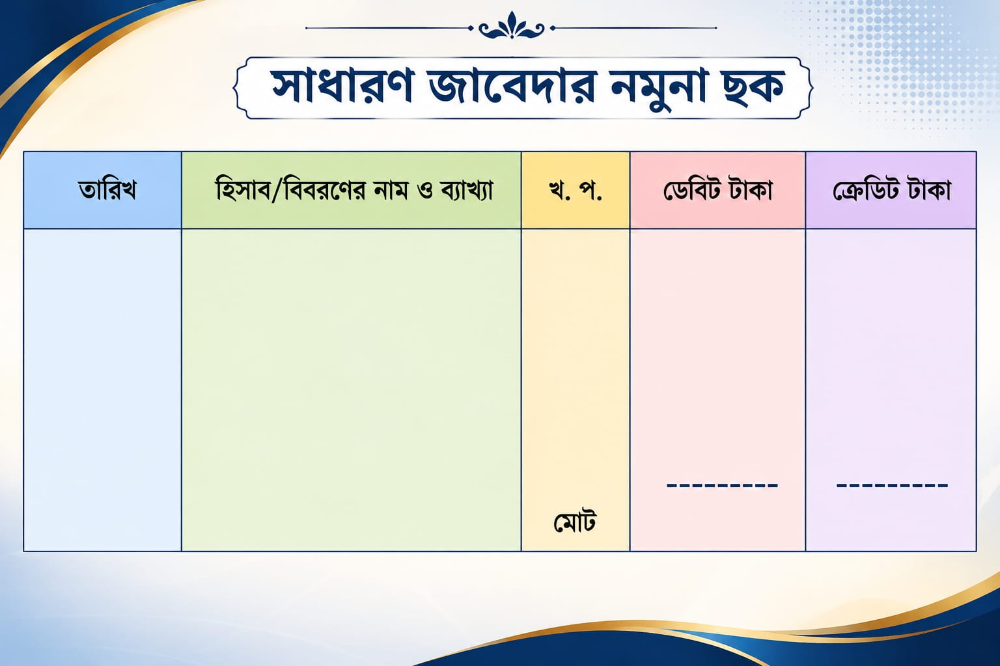 সাধারণ জাবেদার নমুনা ছক
তারিখ
হিসাব/বিবরণের নাম ও ব্যাখ্যা
খ. প.
ডেবিট টাকা
ক্রেডিট টাকা
---------
---------
মোট